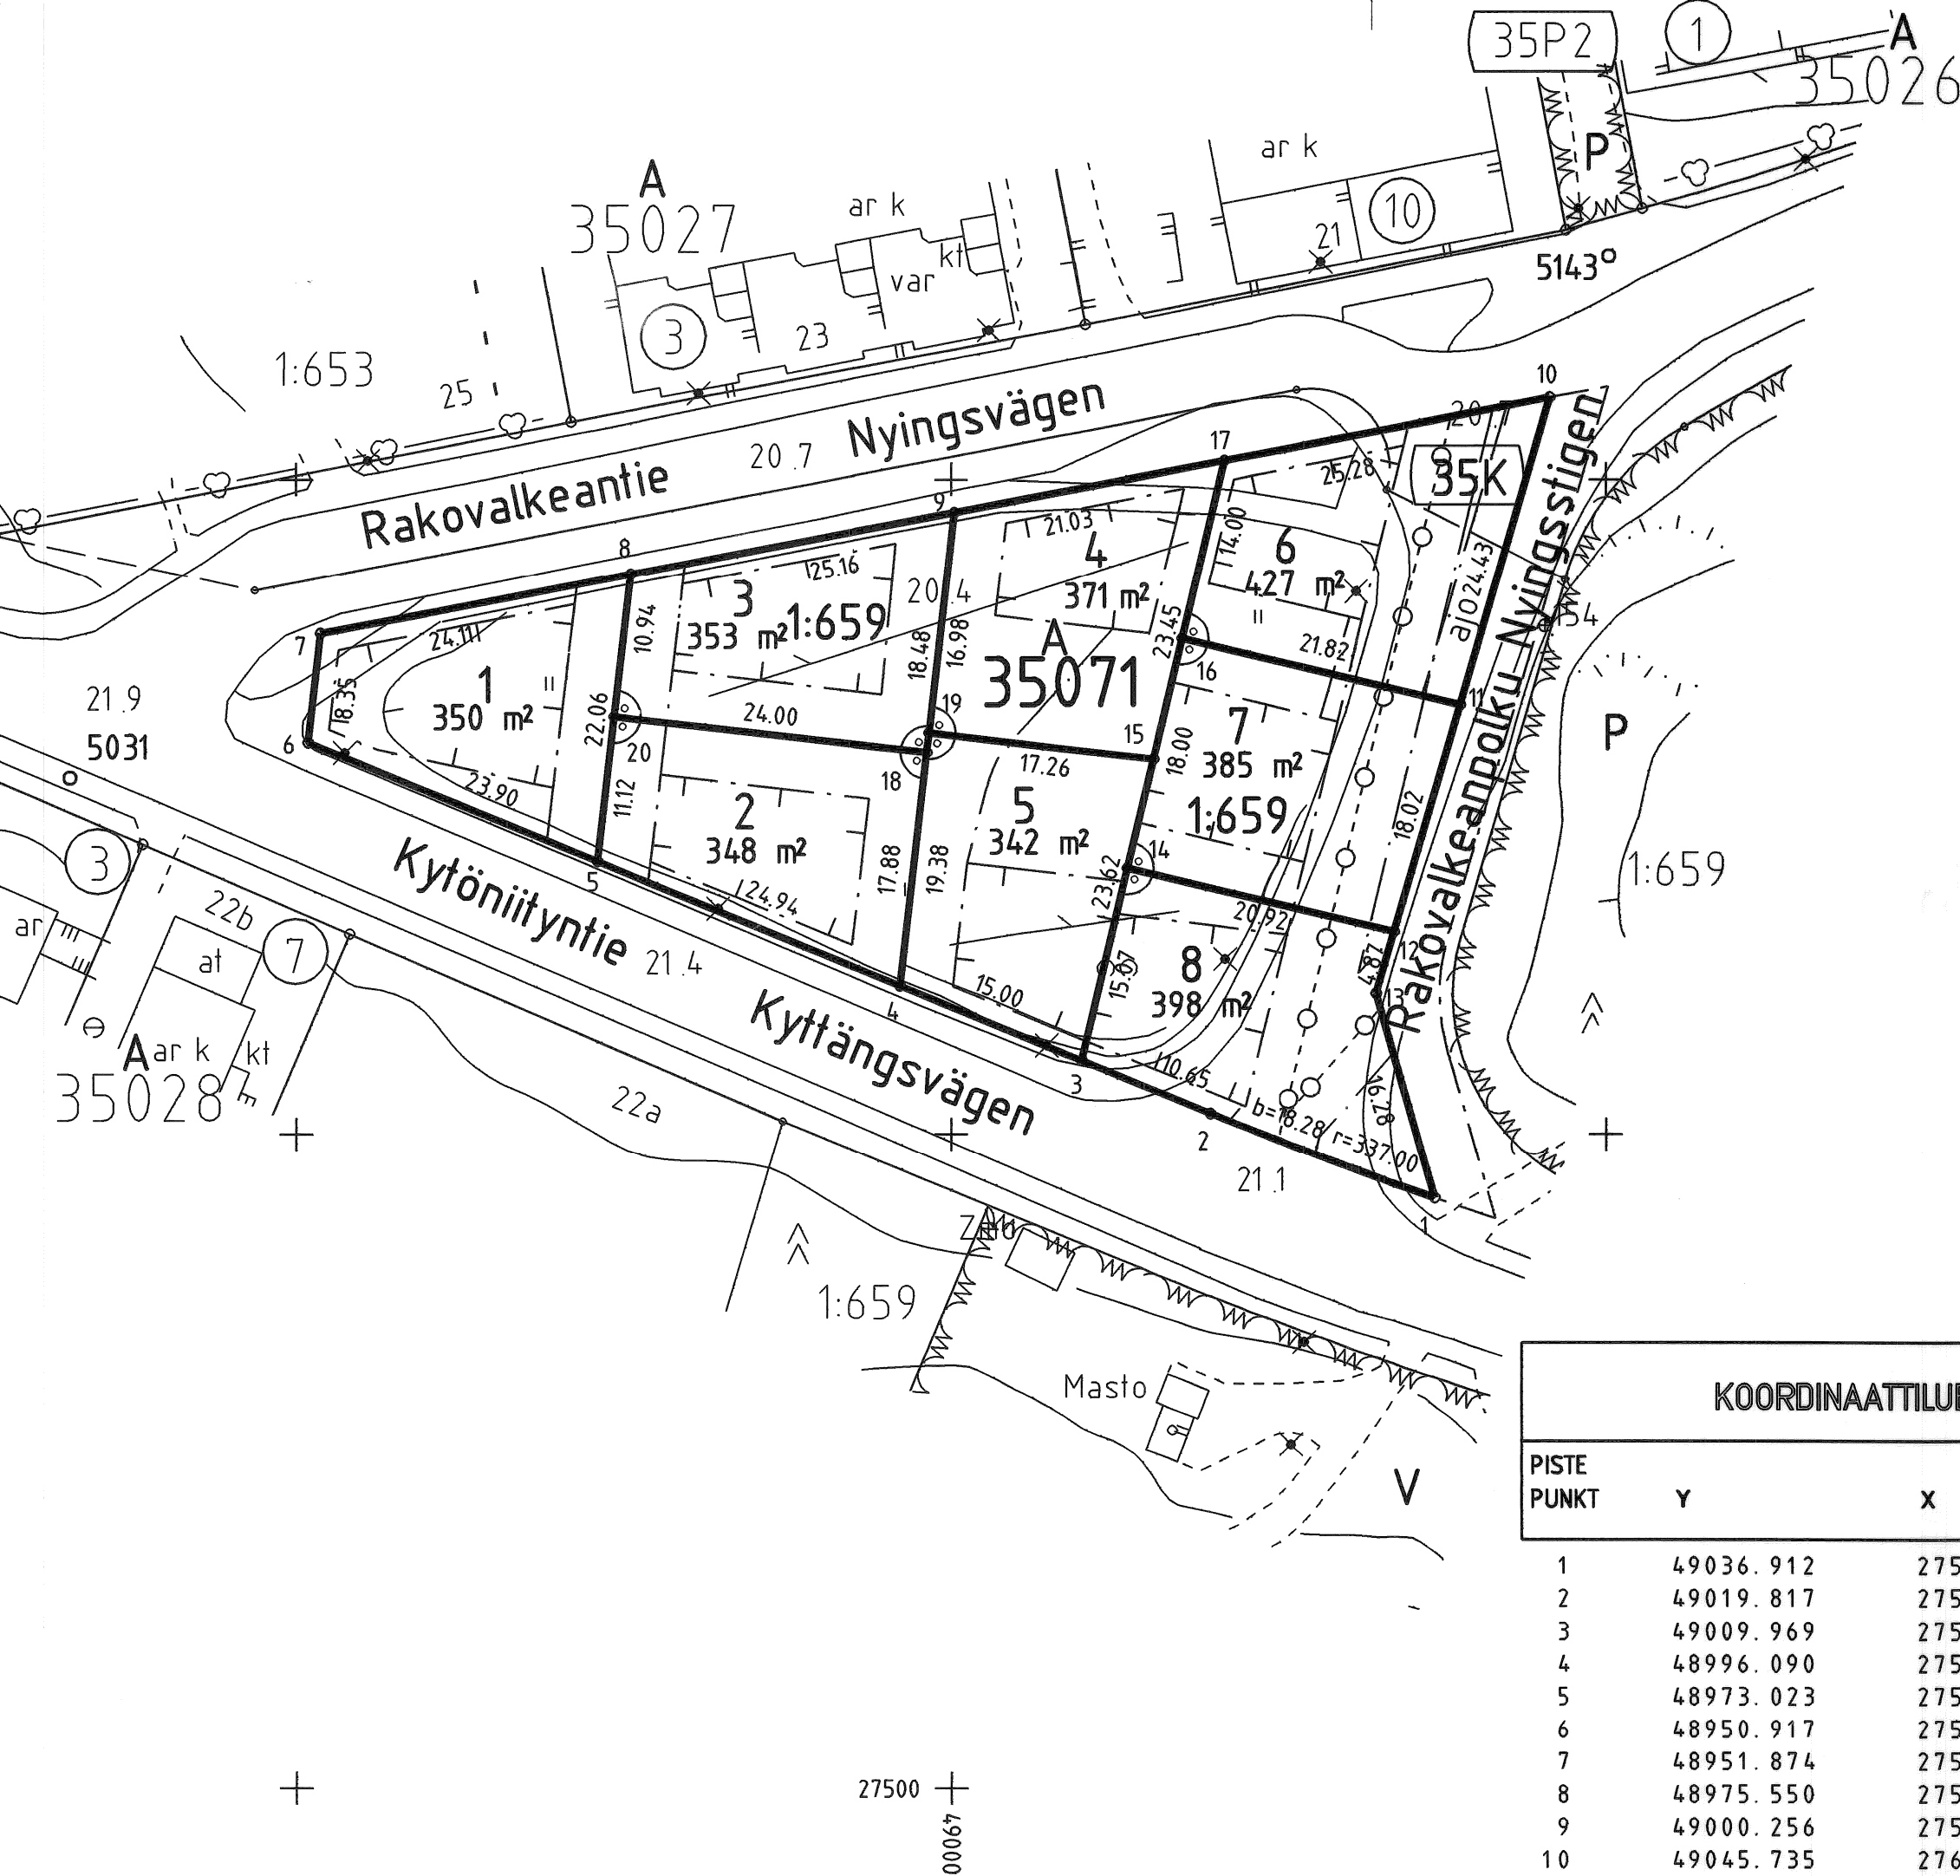 35P2
1
A
35026
P
ar k
10
21
5143
A
35027
ar k
kt
var
3
23
1:653
25
20.7
Nyingsvägen
Rakovalkeantie
10
17
25.28
35K
9
8
21.03
4
371 m²
14.00
6
427 m²
ajo
24.43
25.16
3
353 m²
1:659
20.4
10.94
7
24.11
18.35
1
350 m²
22.06
18.48
16.98
A
35071
23.45
16
21.82
11
Rakovalkeanpolku Nyingsstigen
P
1:659
21.9
5031
6
23.90
20
24.00
19
18
15
17.26
18.00
7
385 m²
1:659
18.02
11.12
2
348 m²
5
342 m²
14
23.62
20.92
12
4.87
13
5
24.94
17.88
19.38
8
398 m²
15.07
15.00
4
3
10.65
b=18.28/r=337.00
16.28
2
21.1
1
3
22b
7
ar
at
A
ar k
kt
35028
Kytöniityntie
21.4
Kyttängsvägen
22a
1:659
Masto
V
PISTE
PUNKT
Y
X
1 49036.912 275
2 49019.817 275
3 49009.969 275
4 48996.090 275
5 48973.023 275
6 48950.917 275
7 48951.874 275
8 48975.550 275
9 49000.256 275
10 49045.735 276
27500
49000